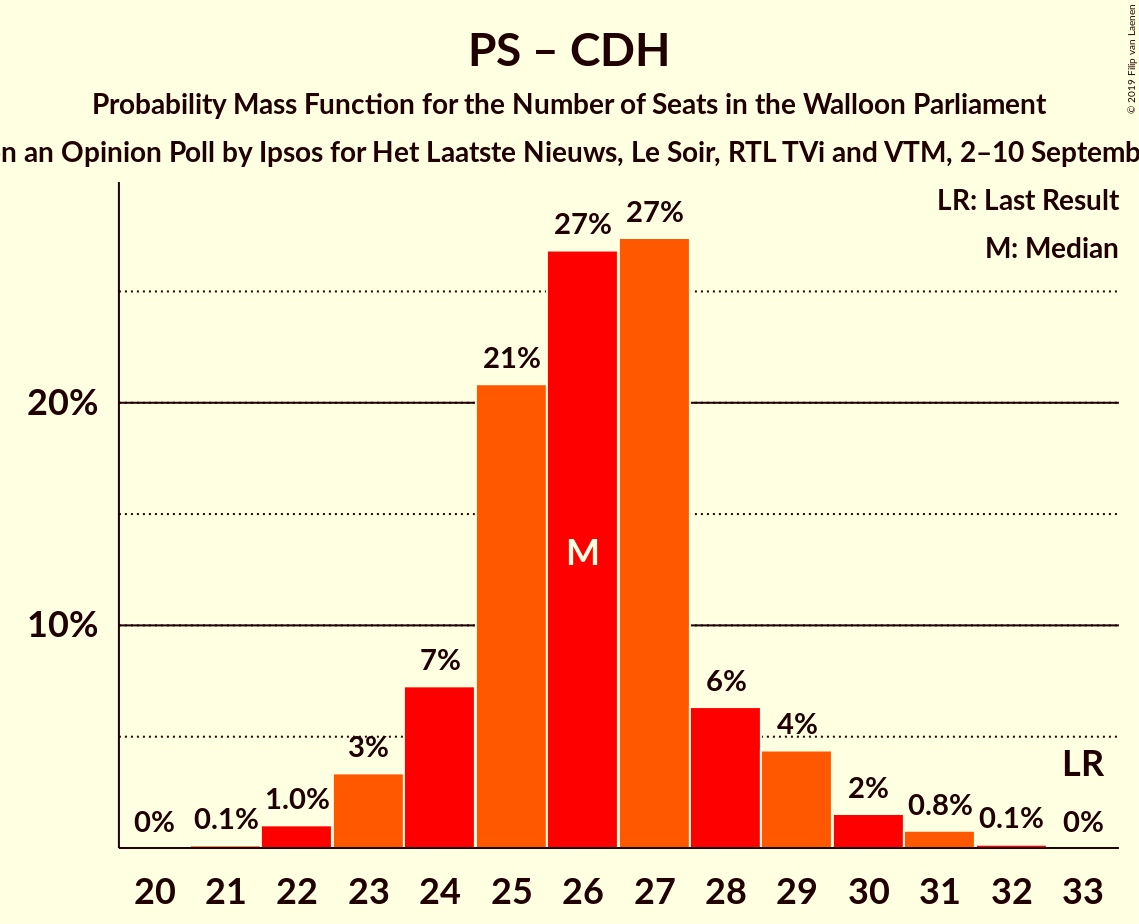 PS – CDH
Probability Mass Function for the Number of Seats in the Walloon Parliament
n an Opinion Poll by Ipsos for Het Laatste Nieuws, Le Soir, RTL TVi and VTM, 2–10 Septemb
© 2019 Filip van Laenen
LR: Last Result
M: Median
27% 27%
21%
20%
M
10%
7%
6%
4%
3%
LR
2%
1.0%
0.8%
0% 0.1% 0.1% 0%
20 21 22 23 24 25 26 27 28 29 30 31 32 33